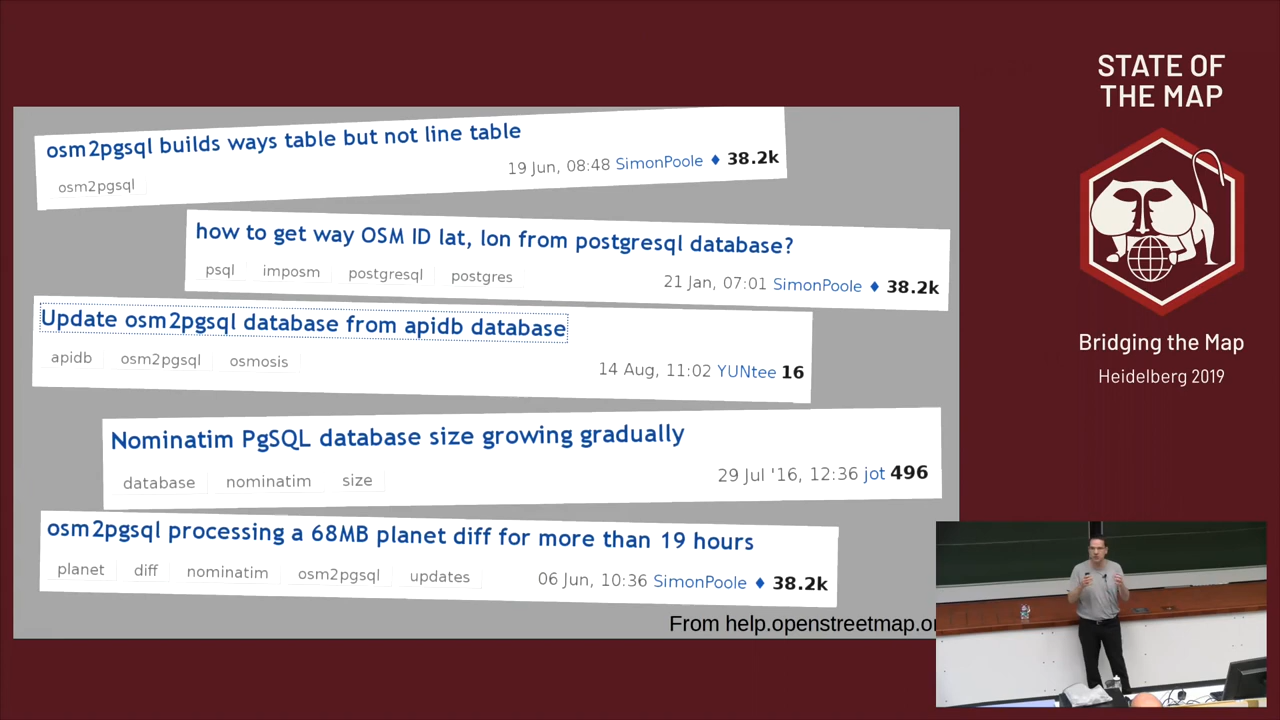 STATE OF
THE MAP
osm2pgsql builds ways table but not line table
19 Jun, 08:48 SimonPoole ♦ 38.2k
osm2pgsql
how to get way OSM ID lat, lon from postgresql database?
psql imposm postgresql postgres
21 Jan, 07:01 SimonPoole ♦ 38.2k
Update osm2pgsql database from apidb database
apidb osm2pgsql osmosis
14 Aug, 11:02 YUNtee 16
Bridging the Map
Heidelberg 2019
Nominatim PgSQL database size growing gradually
database nominatim size
29 Jul '16, 12:36 jot 496
osm2pgsql processing a 68MB planet diff for more than 19 hours
planet diff nominatim osm2pgsql updates
06 Jun, 10:36 SimonPoole ♦ 38.2k
From help.openstreetmap.o